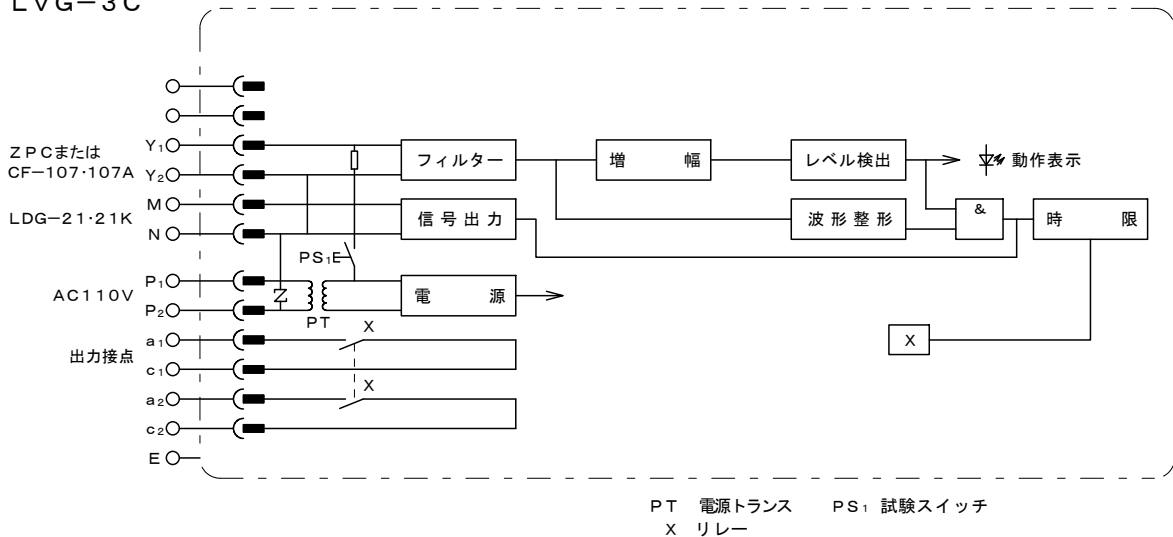 LVG−3C
ZPCまたは
CF−107・107A
LDG−21・21K
AC110V
出力接点
Y₁
Y₂
M
N
P₁
P₂
a₁
c₁
a₂
c₂
E
フィルター
増幅
レベル検出
動作表示
信号出力
波形整形
&
時限
PS₁E
電源
PT
X
X
X
PT 電源トランス PS₁ 試験スイッチ
X リレー